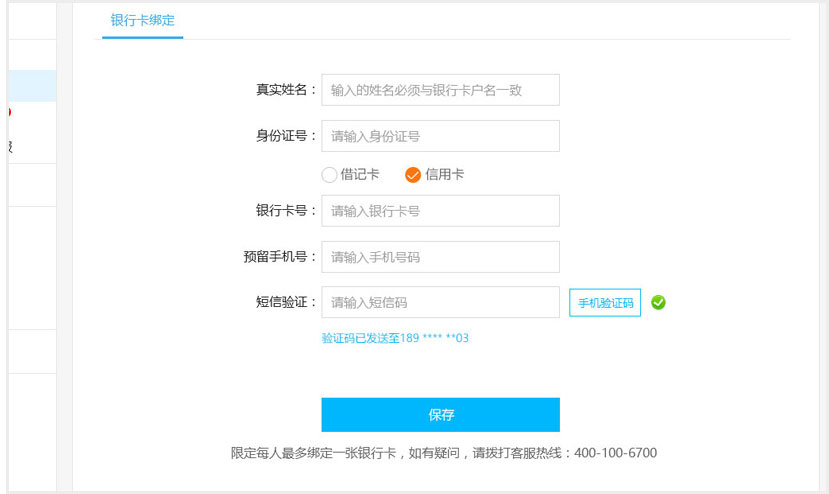 银行卡绑定
真实姓名： 输入的姓名必须与银行卡户名一致
身份证号： 请输入身份证号
借记卡 信用卡
银行卡号： 请输入银行卡号
预留手机号： 请输入手机号码
短信验证： 请输入短信码 手机验证码
验证码已发送至189 **** **03
保存
限定每人最多绑定一张银行卡，如有疑问，请拨打客服热线：400-100-6700